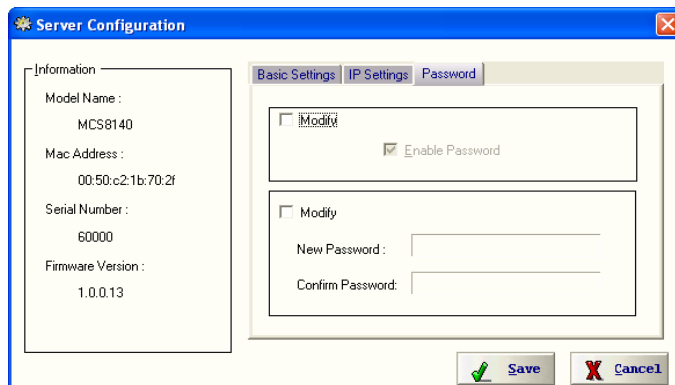 Server Configuration
Information
Model Name :
MCS8140
Mac Address :
00:50:c2:1b:70:2f
Serial Number :
60000
Firmware Version :
1.0.0.13
Basic Settings IP Settings Password
Modify
Enable Password
Modify
New Password :
Confirm Password:
Save Cancel